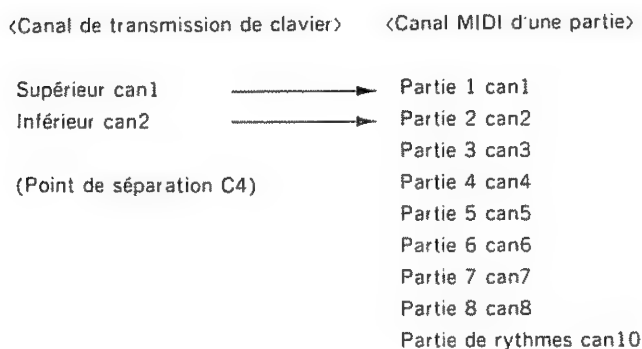 〈Canal de transmission de clavier〉 〈Canal MIDI d'une partie〉
Supérieur can1 Partie 1 can1
Inférieur can2 Partie 2 can2
Partie 3 can3
(Point de séparation C4) Partie 4 can4
Partie 5 can5
Partie 6 can6
Partie 7 can7
Partie 8 can8
Partie de rythmes can10